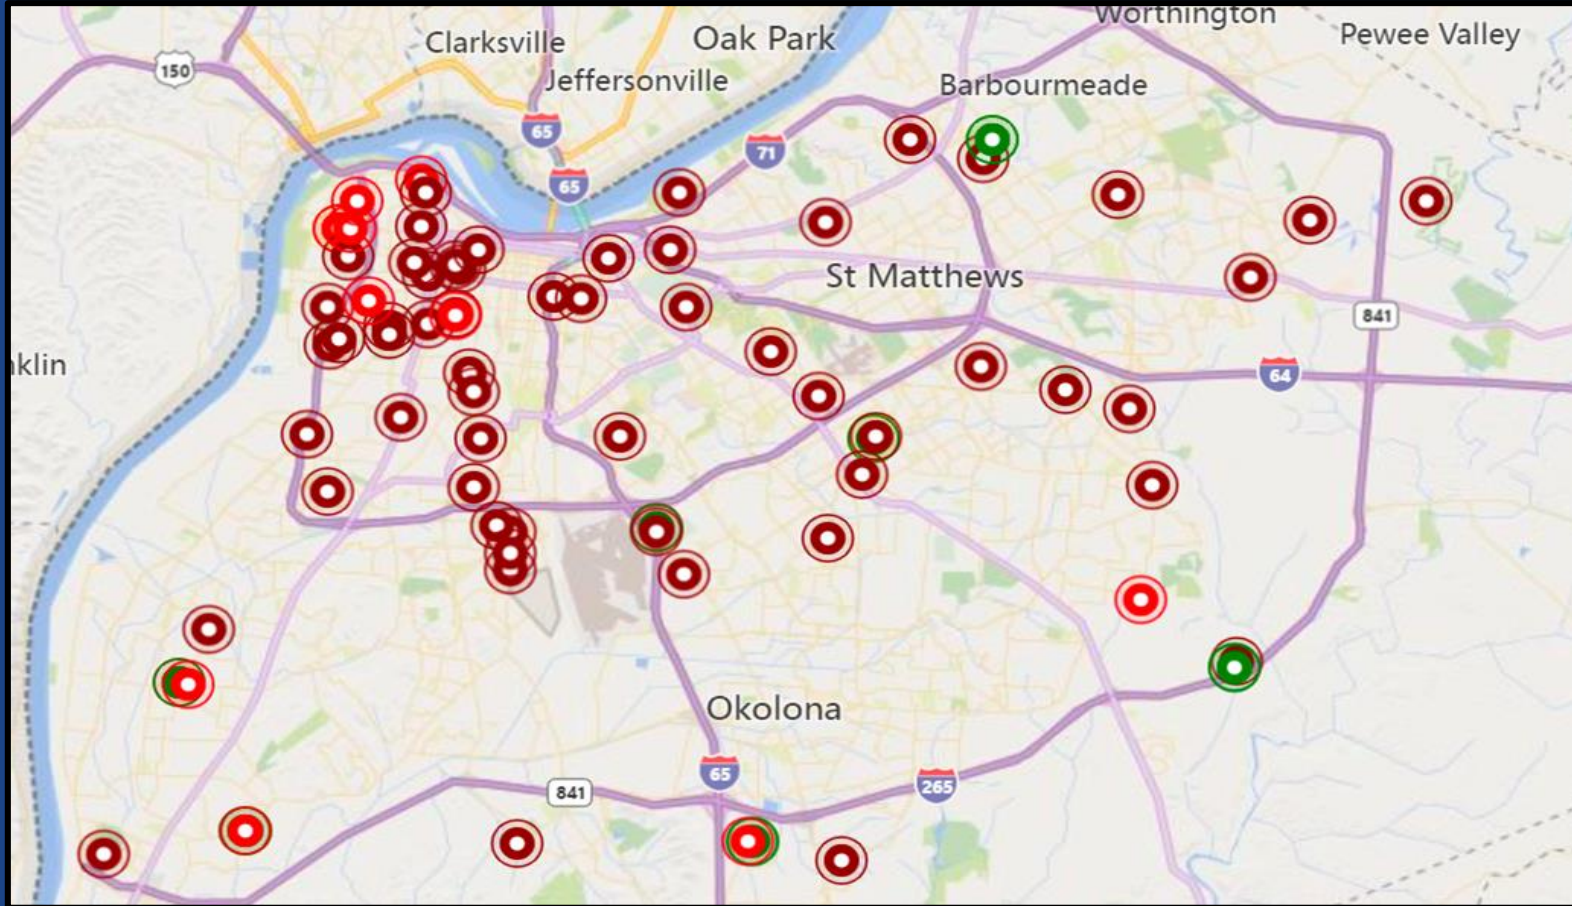 Worthington
Clarksville
Oak Park
Pewee Valley
150
Jeffersonville
Barbourmeade
65
71
65
St Matthews
841
nklin
64
Okolona
65
841
265